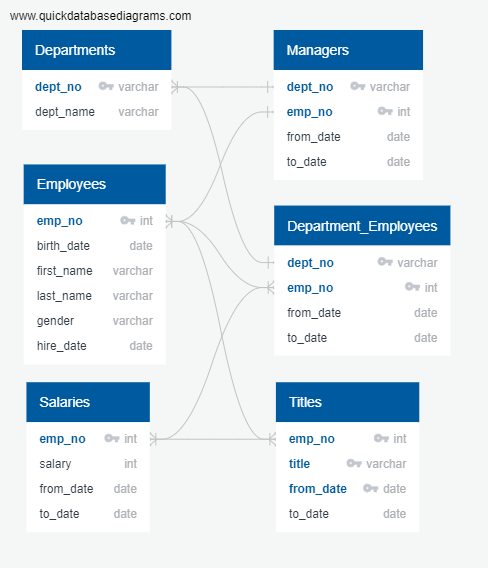 www.quickdatabasediagrams.com
Departments
dept_no varchar
dept_name varchar
Managers
dept_no varchar
emp_no int
from_date date
to_date date
Employees
emp_no int
birth_date date
first_name varchar
last_name varchar
gender varchar
hire_date date
Department_Employees
dept_no varchar
emp_no int
from_date date
to_date date
Salaries
emp_no int
salary int
from_date date
to_date date
Titles
emp_no int
title varchar
from_date date
to_date date